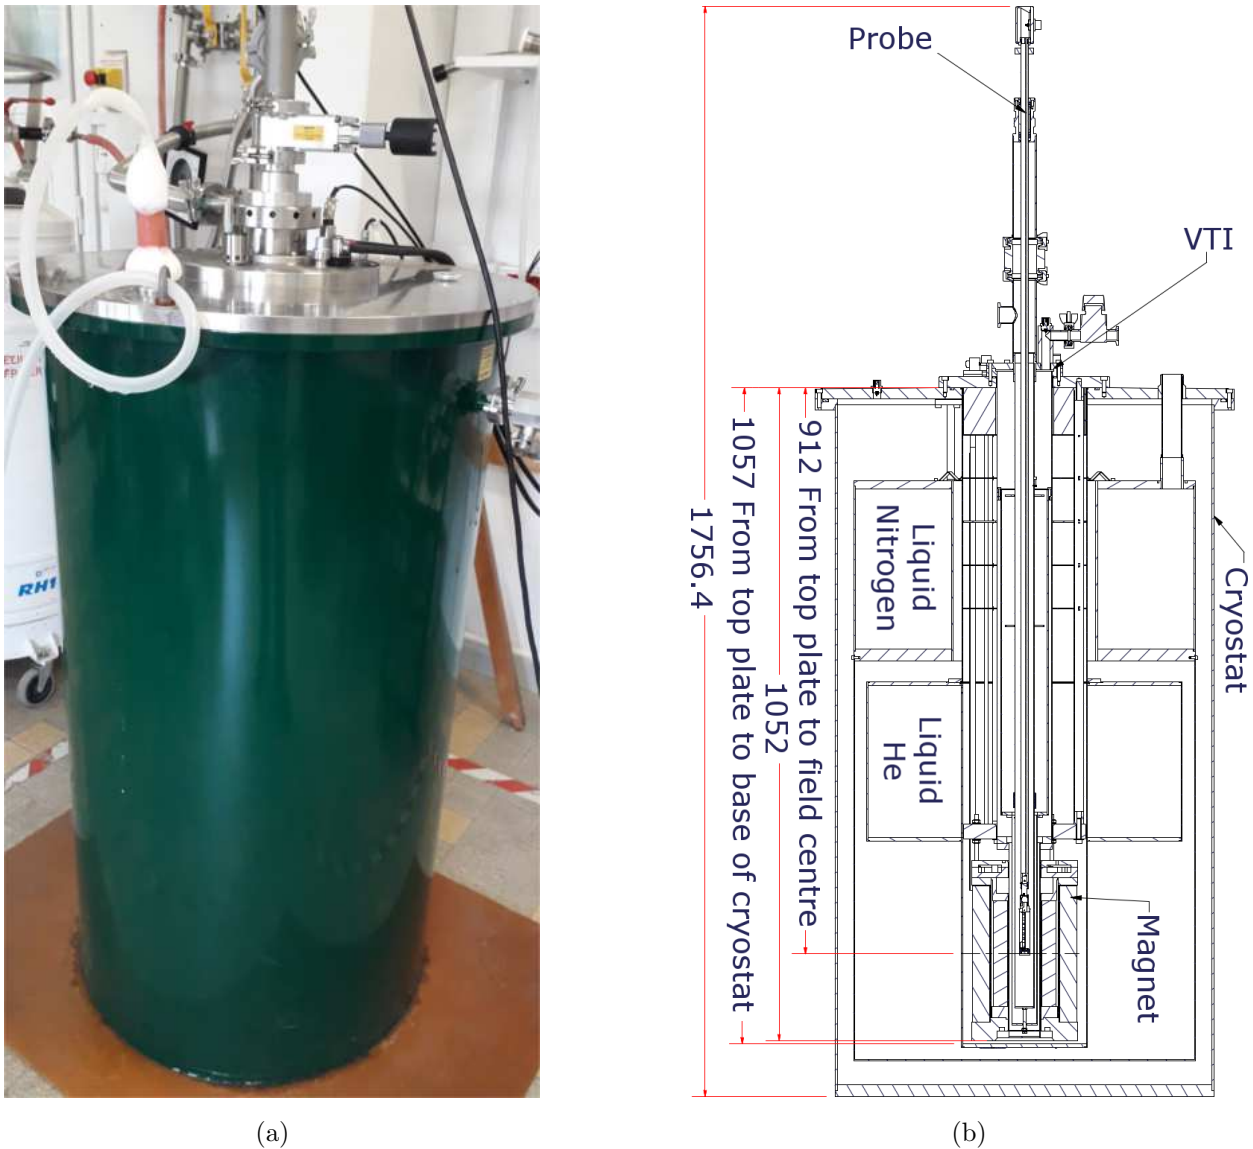 RH1
Probe
VTI
Liquid
Nitrogen
Cryostat
912 From top plate to field centre
1052
1057 From top plate to base of cryostat
1756.4
Liquid
He
Magnet
(a)
(b)